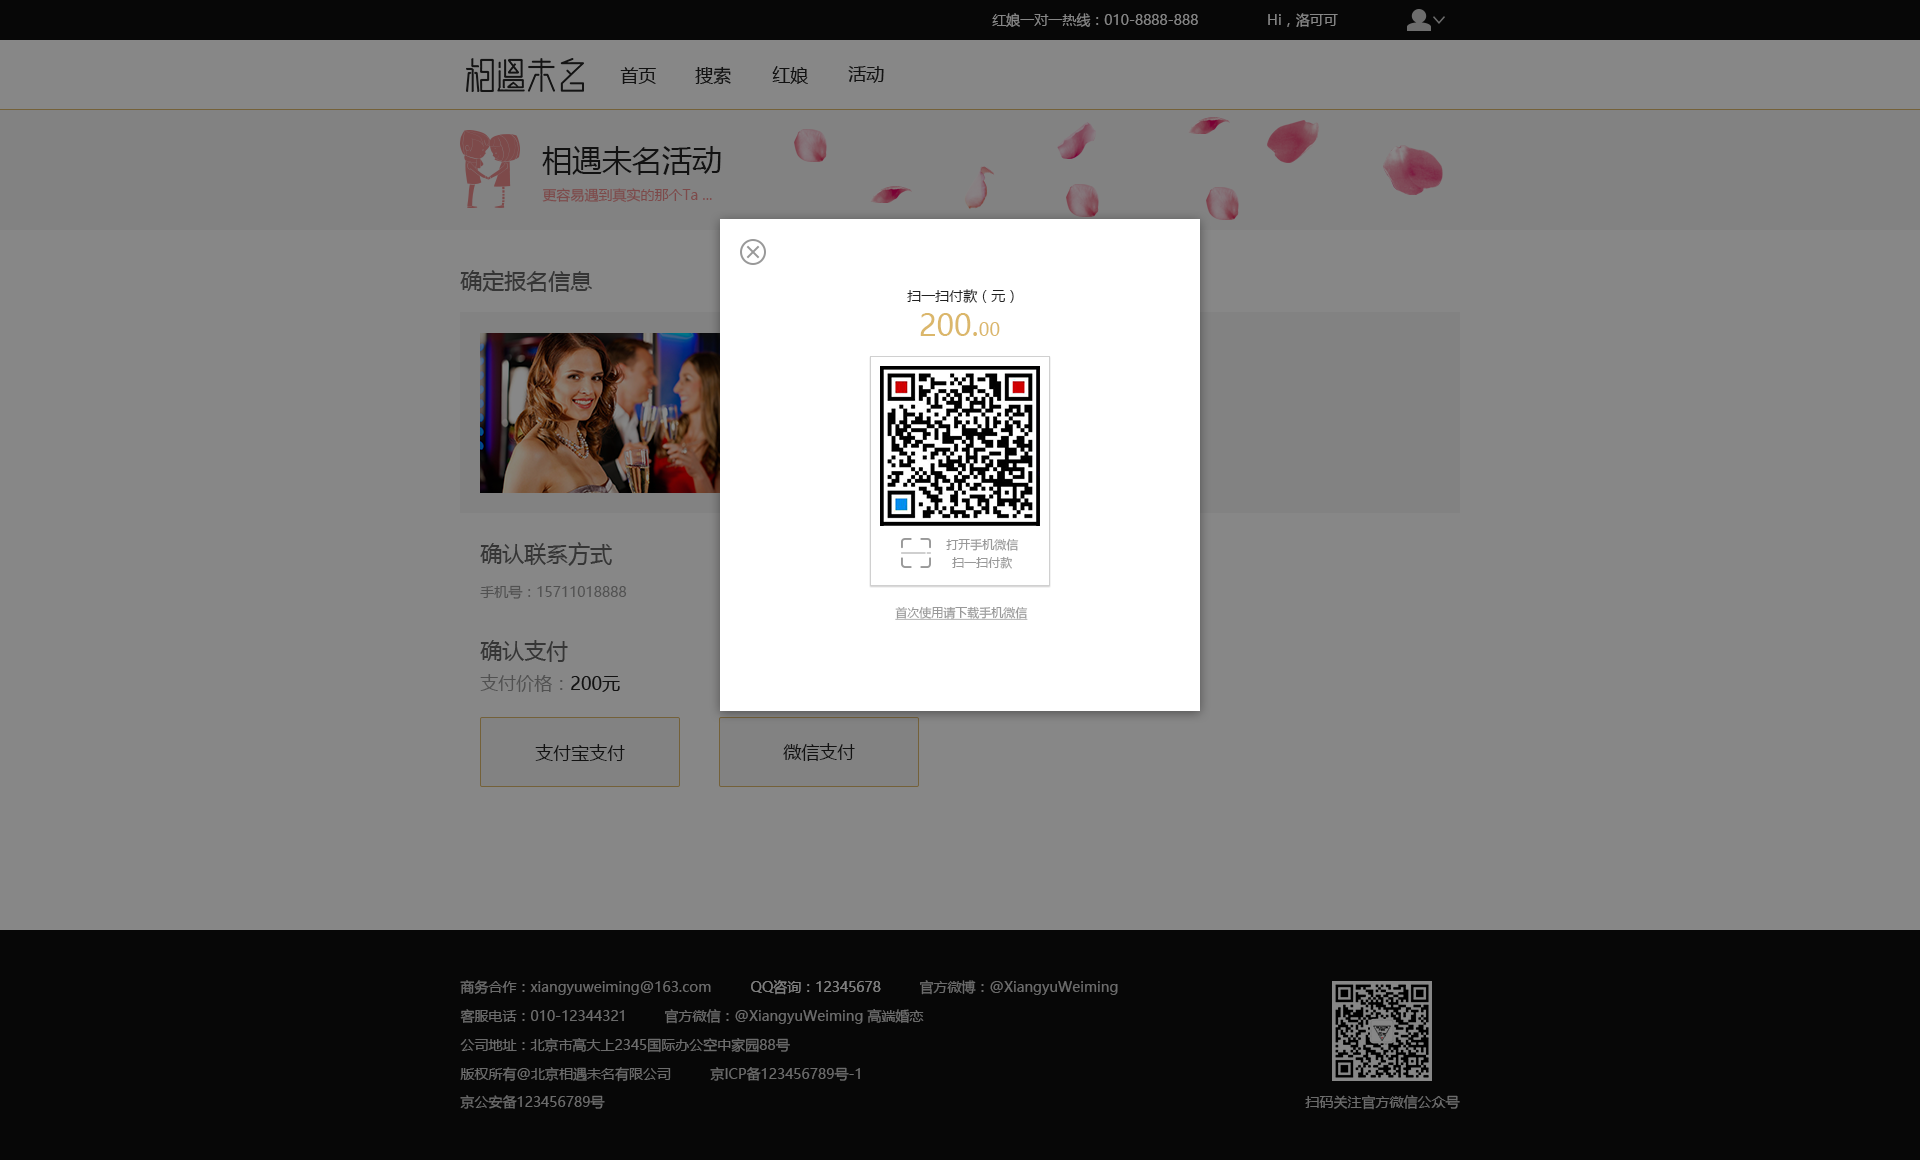 红娘一对一热线：010-8888-888
Hi，洛可可
相遇未名
首页
搜索
红娘
活动
相遇未名活动
更容易遇到真实的那个Ta ...
确定报名信息
扫一扫付款（元）
200.00
打开手机微信
扫一扫付款
首次使用请下载手机微信
确认联系方式
手机号：15711018888
确认支付
支付价格：200元
支付宝支付
微信支付
商务合作：xiangyuweiming@163.com QQ咨询：12345678 官方微博：@XiangyuWeiming
客服电话：010-12344321 官方微信：@XiangyuWeiming 高端婚恋
公司地址：北京市高大上2345国际办公空中家园88号
版权所有@北京相遇未名有限公司 京ICP备123456789号-1
京公安备123456789号
扫码关注官方微信公众号